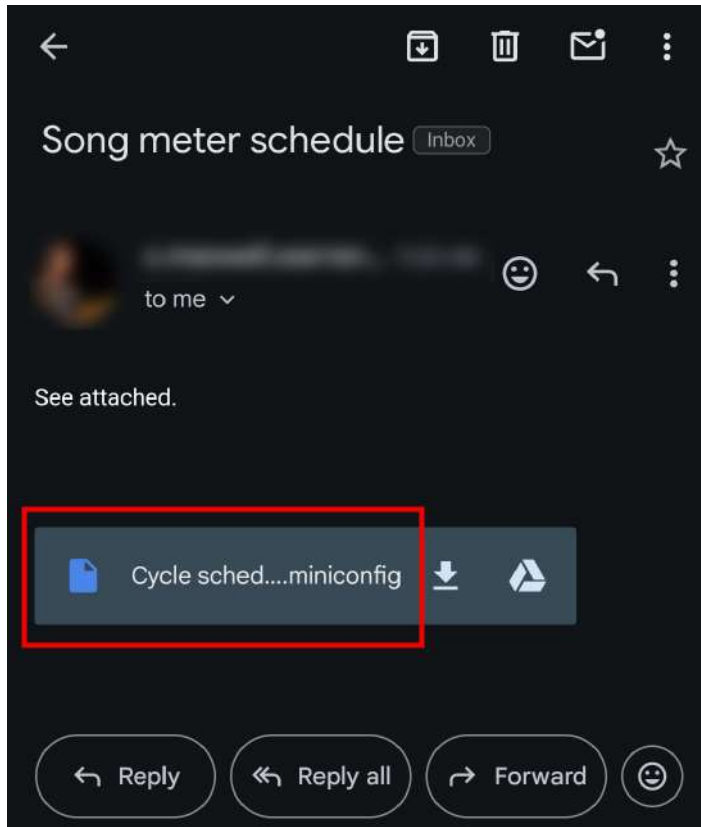 Song meter schedule Inbox
to me
See attached.
Cycle sched....miniconfig
Reply Reply all Forward